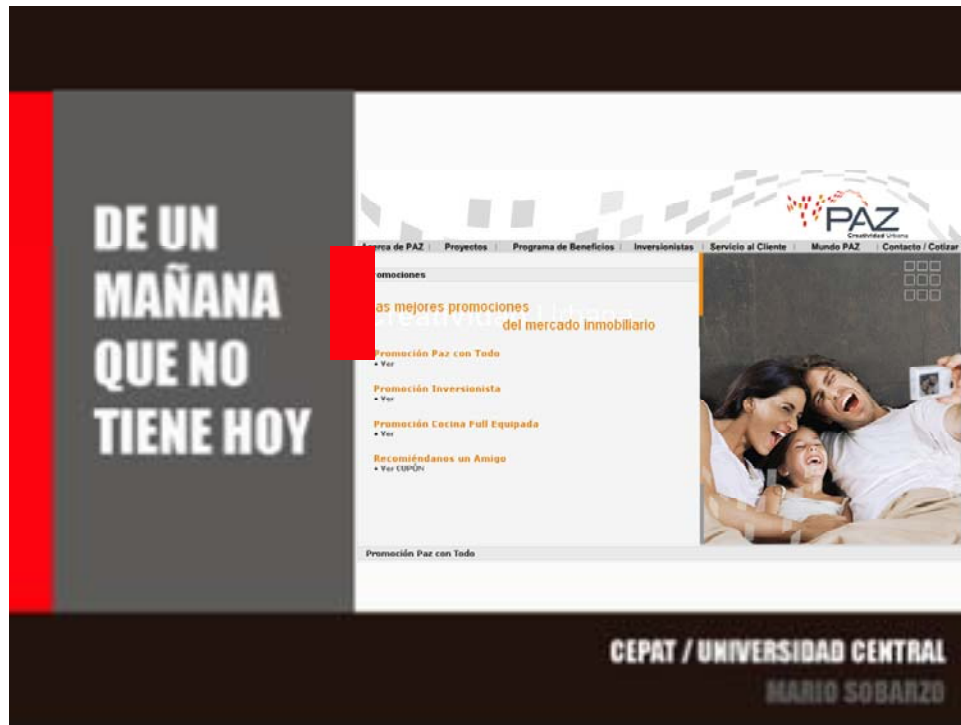 DE UN
MAÑANA
QUE NO
TIENE HOY
PAZ
Creatividad Urbana
Acerca de PAZ | Proyectos | Programa de Beneficios | Inversionistas | Servicio al Cliente | Mundo PAZ | Contacto / Cotizar
omociones
as mejores promociones
del mercado inmobiliario
Promoción Paz con Todo
• Ver
Promoción Inversionista
• Ver
Promoción Cocina Full Equipada
• Ver
Recomiéndanos un Amigo
• Ver CUPÓN
Promoción Paz con Todo
CEPAT / UNIVERSIDAD CENTRAL
MARIO SOBARZO